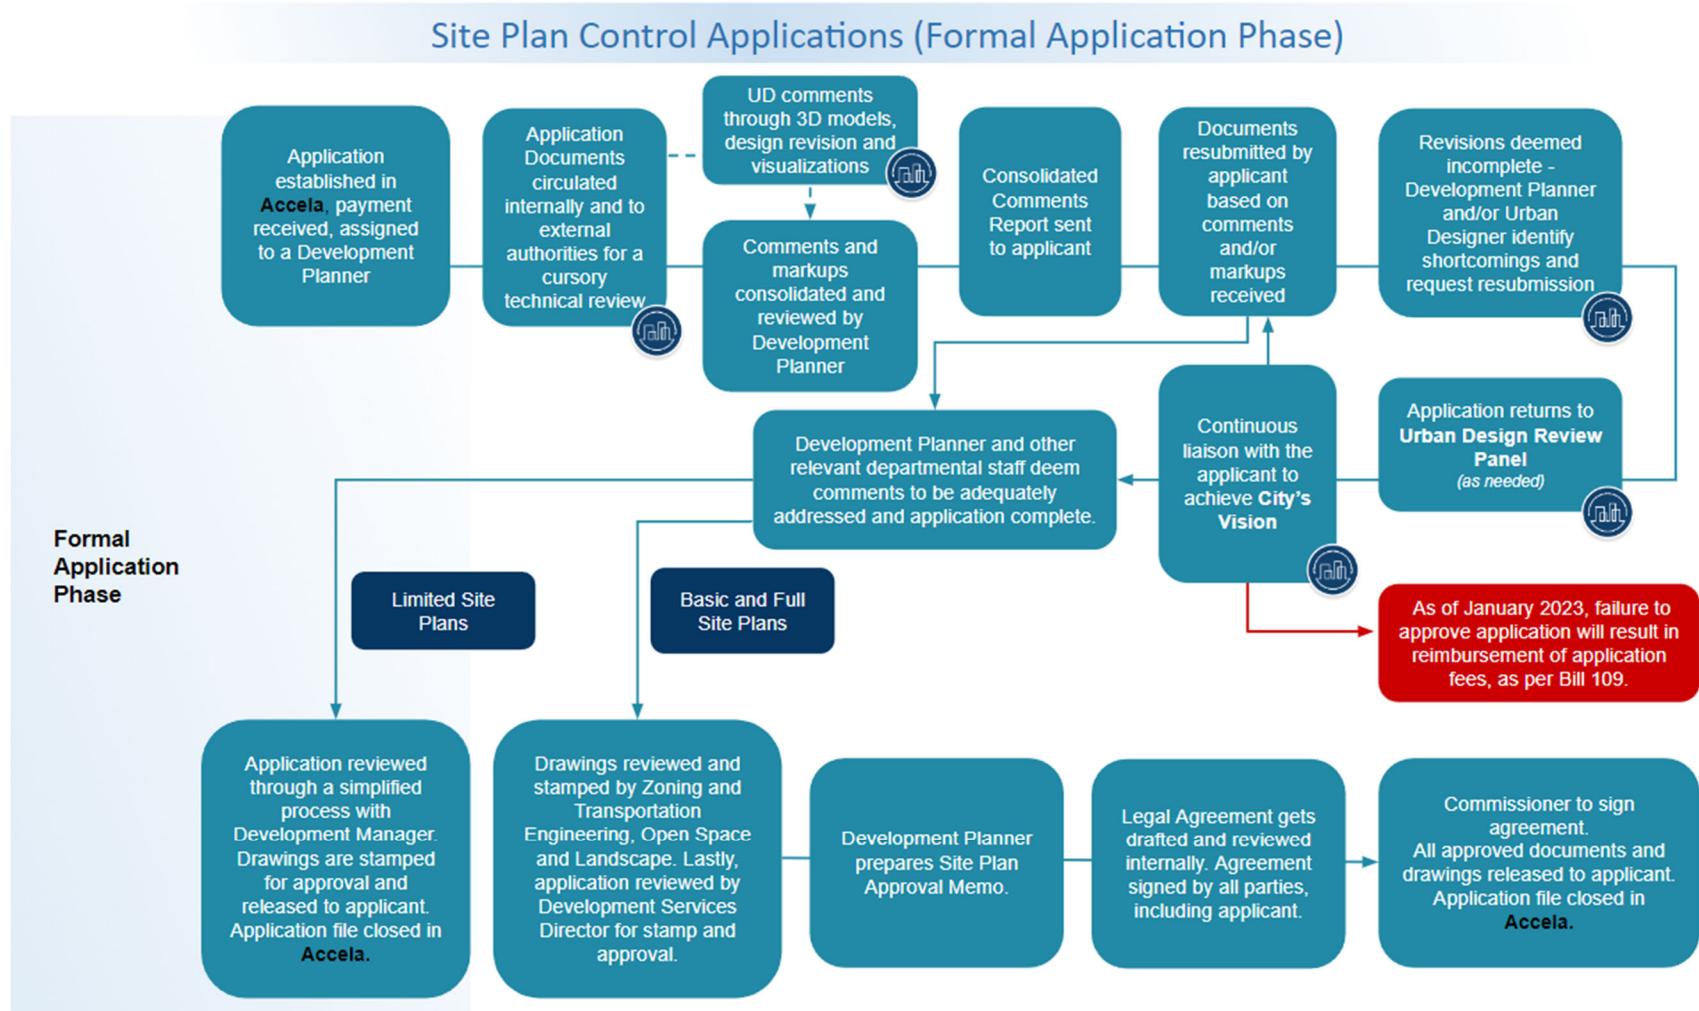 Site Plan Control Applications (Formal Application Phase)
Application
established in
Accela, payment
received, assigned
to a Development
Planner
Application
Documents
circulated
internally and to
external
authorities for a
cursory
technical review
UD comments
through 3D models,
design revision and
visualizations
Comments and
markups
consolidated and
reviewed by
Development
Planner
Consolidated
Comments
Report sent
to applicant
Documents
resubmitted by
applicant
based on
comments
and/or
markups
received
Revisions deemed
incomplete -
Development Planner
and/or Urban
Designer identify
shortcomings and
request resubmission
Application returns to
Urban Design Review
Panel
(as needed)
Continuous
liaison with the
applicant to
achieve City's
Vision
Development Planner and other
relevant departmental staff deem
comments to be adequately
addressed and application complete.
As of January 2023, failure to
approve application will result in
reimbursement of application
fees, as per Bill 109.
Formal
Application
Phase
Limited Site
Plans
Basic and Full
Site Plans
Application reviewed
through a simplified
process with
Development Manager.
Drawings are stamped
for approval and
released to applicant.
Application file closed in
Accela.
Drawings reviewed and
stamped by Zoning and
Transportation
Engineering, Open Space
and Landscape. Lastly,
application reviewed by
Development Services
Director for stamp and
approval.
Development Planner
prepares Site Plan
Approval Memo.
Legal Agreement gets
drafted and reviewed
internally. Agreement
signed by all parties,
including applicant.
Commissioner to sign
agreement.
All approved documents and
drawings released to applicant.
Application file closed in
Accela.